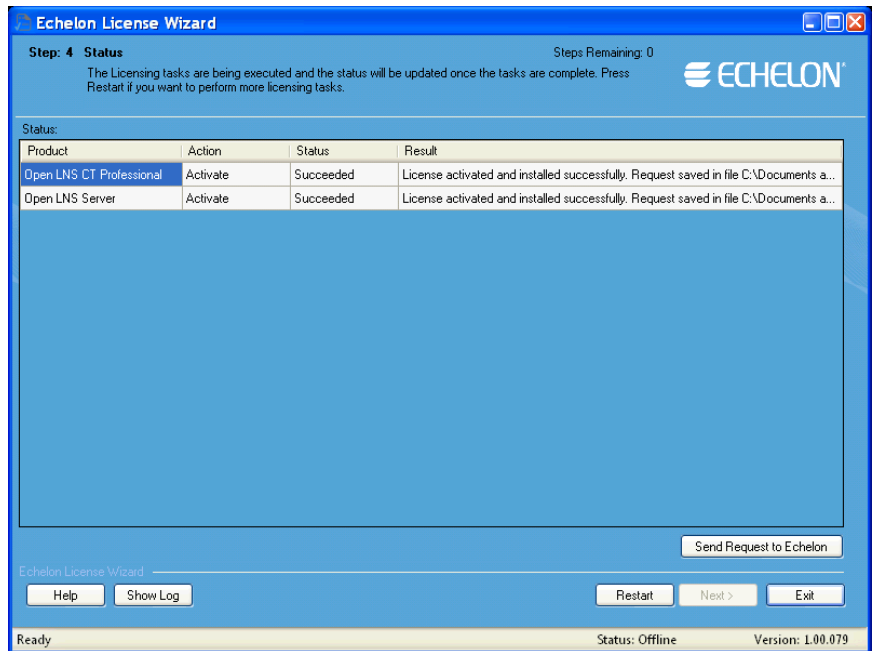 Echelon License Wizard
Step: 4 Status
Steps Remaining: 0
The Licensing tasks are being executed and the status will be updated once the tasks are complete. Press
Restart if you want to perform more licensing tasks.
ECHELON
Status:
Product Action Status Result
Open LNS CT Professional Activate Succeeded License activated and installed successfully. Request saved in file C:\Documents a...
Open LNS Server Activate Succeeded License activated and installed successfully. Request saved in file C:\Documents a...
Send Request to Echelon
Echelon License Wizard
Help Show Log Restart Next > Exit
Ready Status: Offline Version: 1.00.079